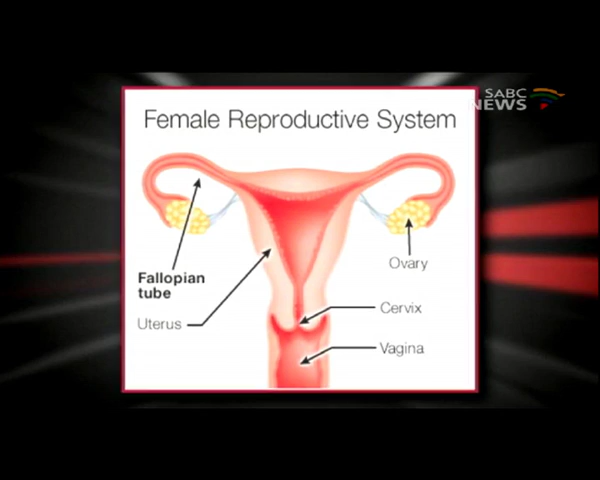 SABC
NEWS
Female Reproductive System
Fallopian
tube
Ovary
Uterus
Cervix
Vagina